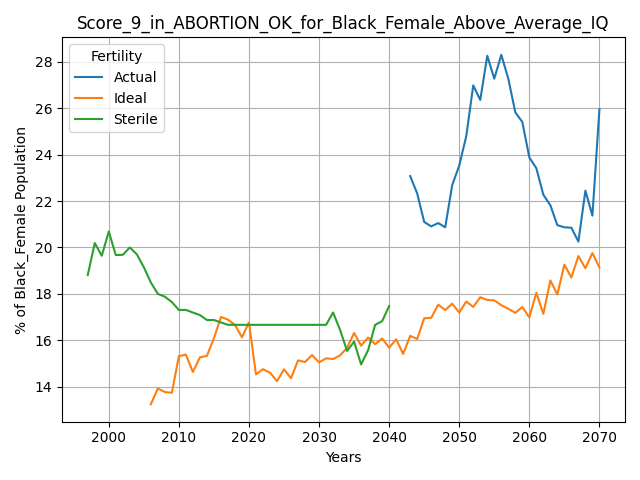 Score_9_in_ABORTION_OK_for_Black_Female_Above_Average_IQ
Fertility
Actual
Ideal
Sterile
% of Black_Female Population
28
26
24
22
20
18
16
14
2000
2010
2020
2030
2040
2050
2060
2070
Years